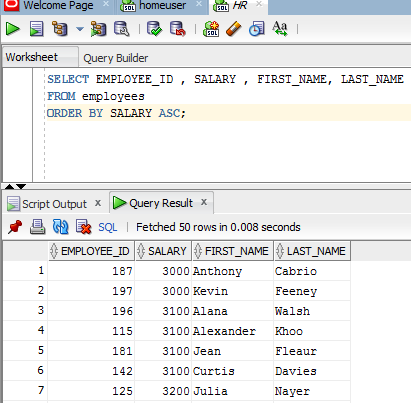 Welcome Page homeuser HR
Worksheet Query Builder
SELECT EMPLOYEE_ID , SALARY , FIRST_NAME, LAST_NAME
FROM employees
ORDER BY SALARY ASC;
Script Output x Query Result x
SQL Fetched 50 rows in 0.008 seconds
EMPLOYEE_ID SALARY FIRST_NAME LAST_NAME
1 187 3000 Anthony Cabrio
2 197 3000 Kevin Feeney
3 196 3100 Alana Walsh
4 115 3100 Alexander Khoo
5 181 3100 Jean Fleaur
6 142 3100 Curtis Davies
7 125 3200 Julia Nayer